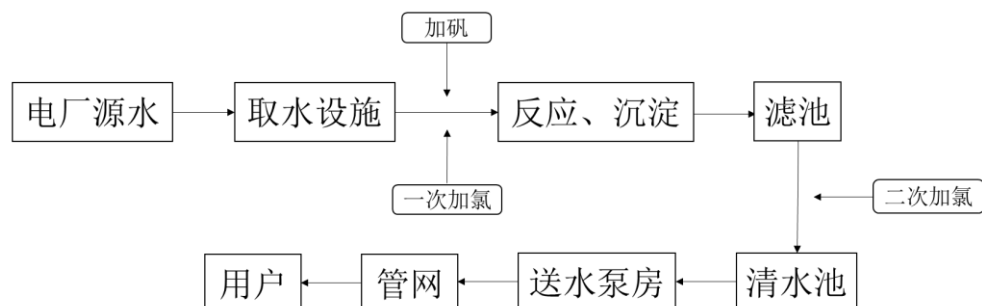 加矾
电厂源水
取水设施
反应、沉淀
滤池
一次加氯
二次加氯
用户
管网
送水泵房
清水池